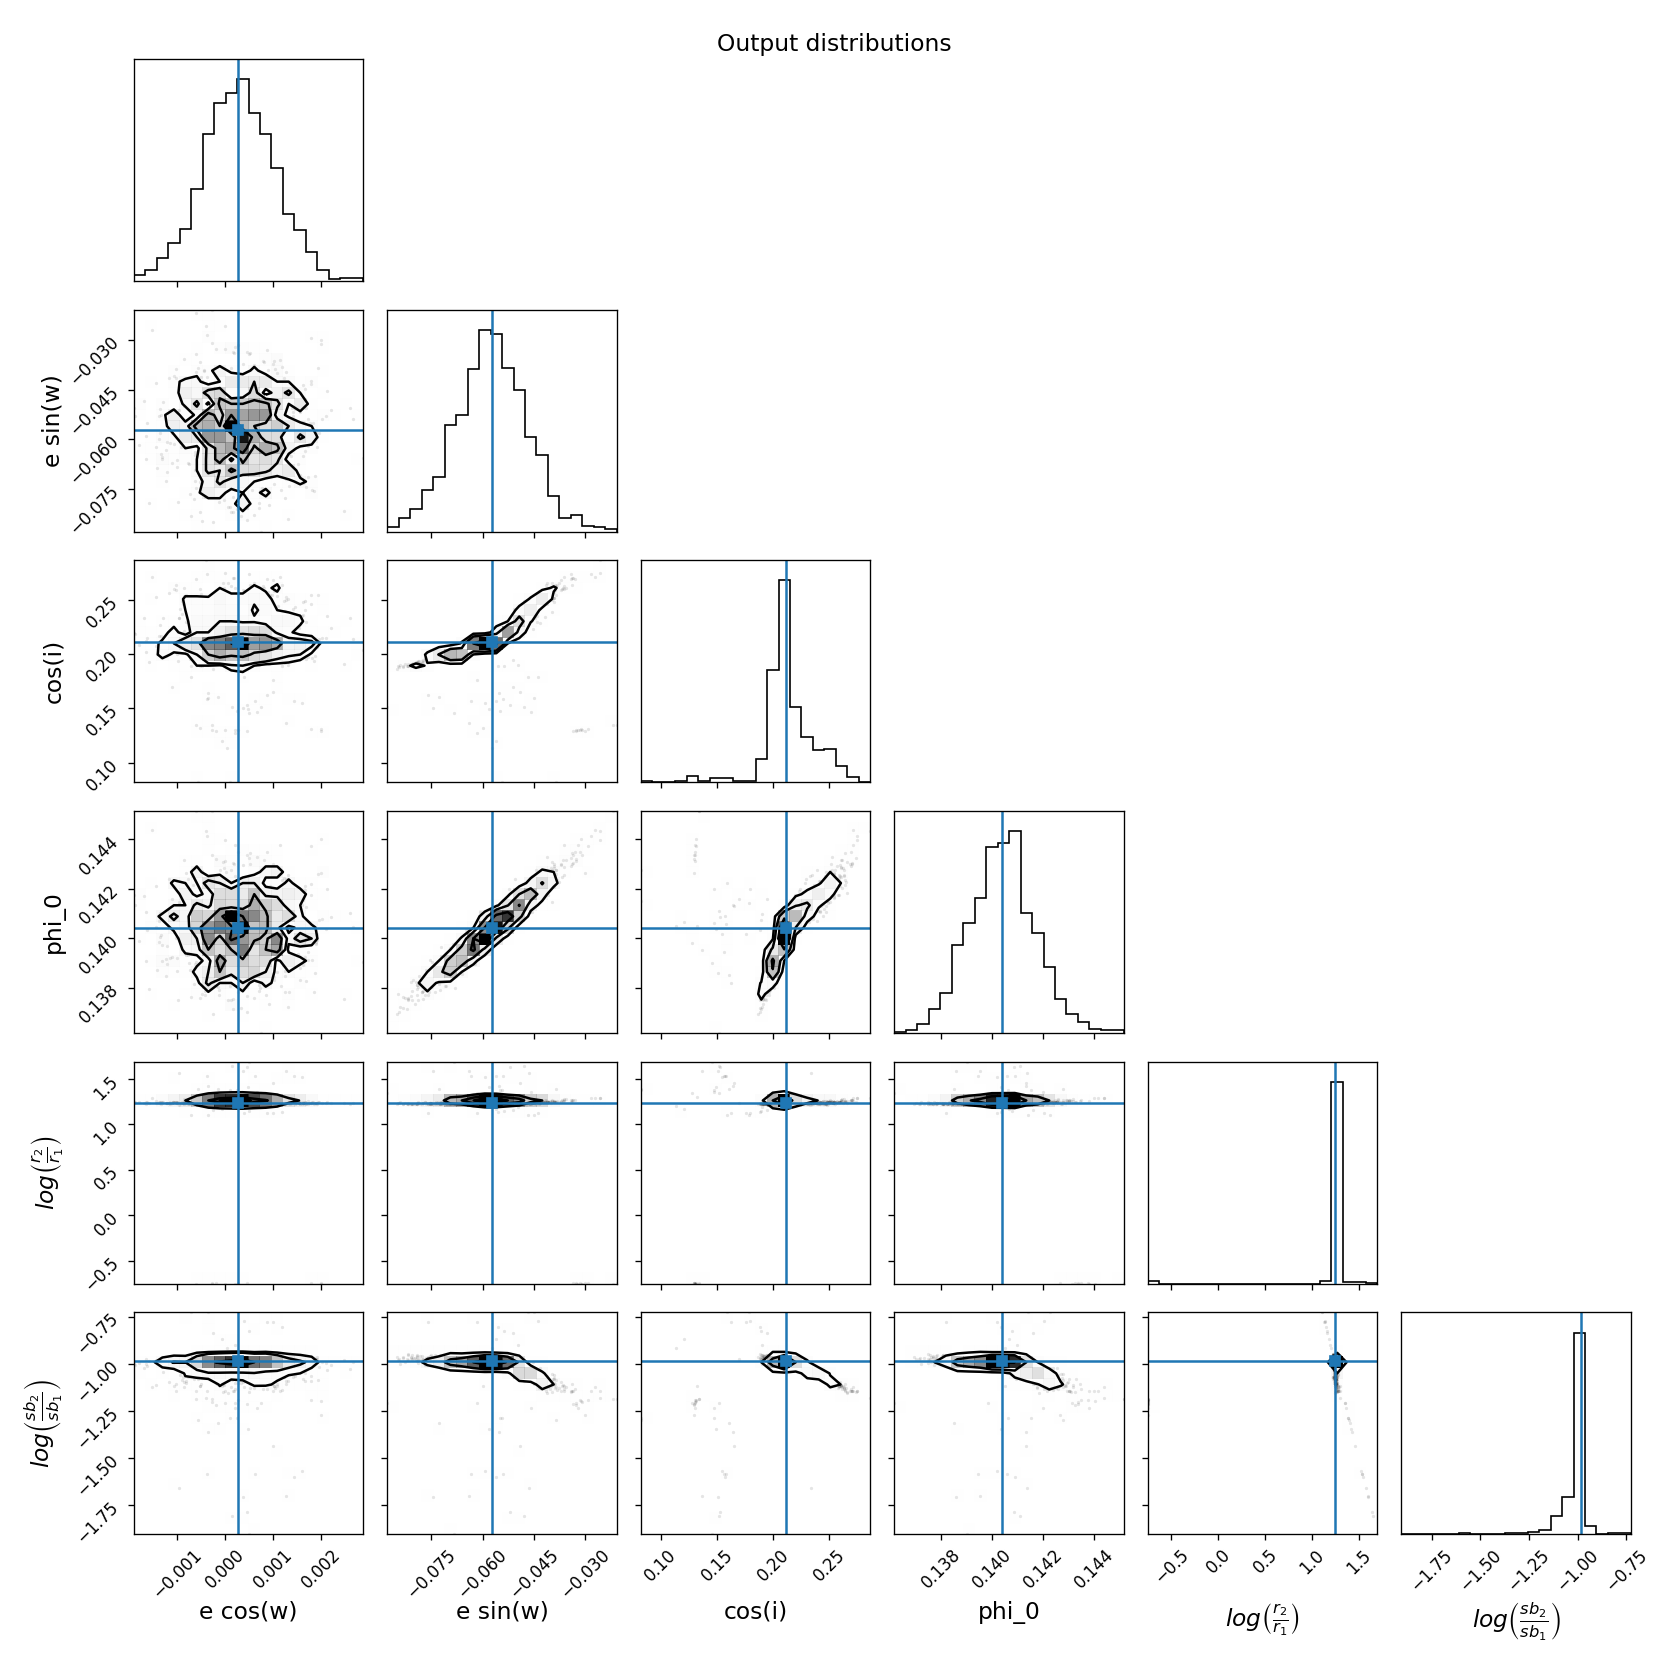 Output distributions
e sin(w)
−0.030
−0.045
−0.060
−0.075
cos(i)
0.25
0.20
0.15
0.10
phi_0
0.144
0.142
0.140
0.138
log(r₂/r₁)
1.5
1.0
0.5
0.0
−0.5
log(sb₂/sb₁)
−0.75
−1.00
−1.25
−1.50
−1.75
−0.001 0.000 0.001 0.002
−0.075 −0.060 −0.045 −0.030
0.10 0.15 0.20 0.25
0.138 0.140 0.142 0.144
−0.5 0.0 0.5 1.0 1.5
−1.75 −1.50 −1.25 −1.00 −0.75
e cos(w) e sin(w) cos(i) phi_0 log(r₂/r₁) log(sb₂/sb₁)